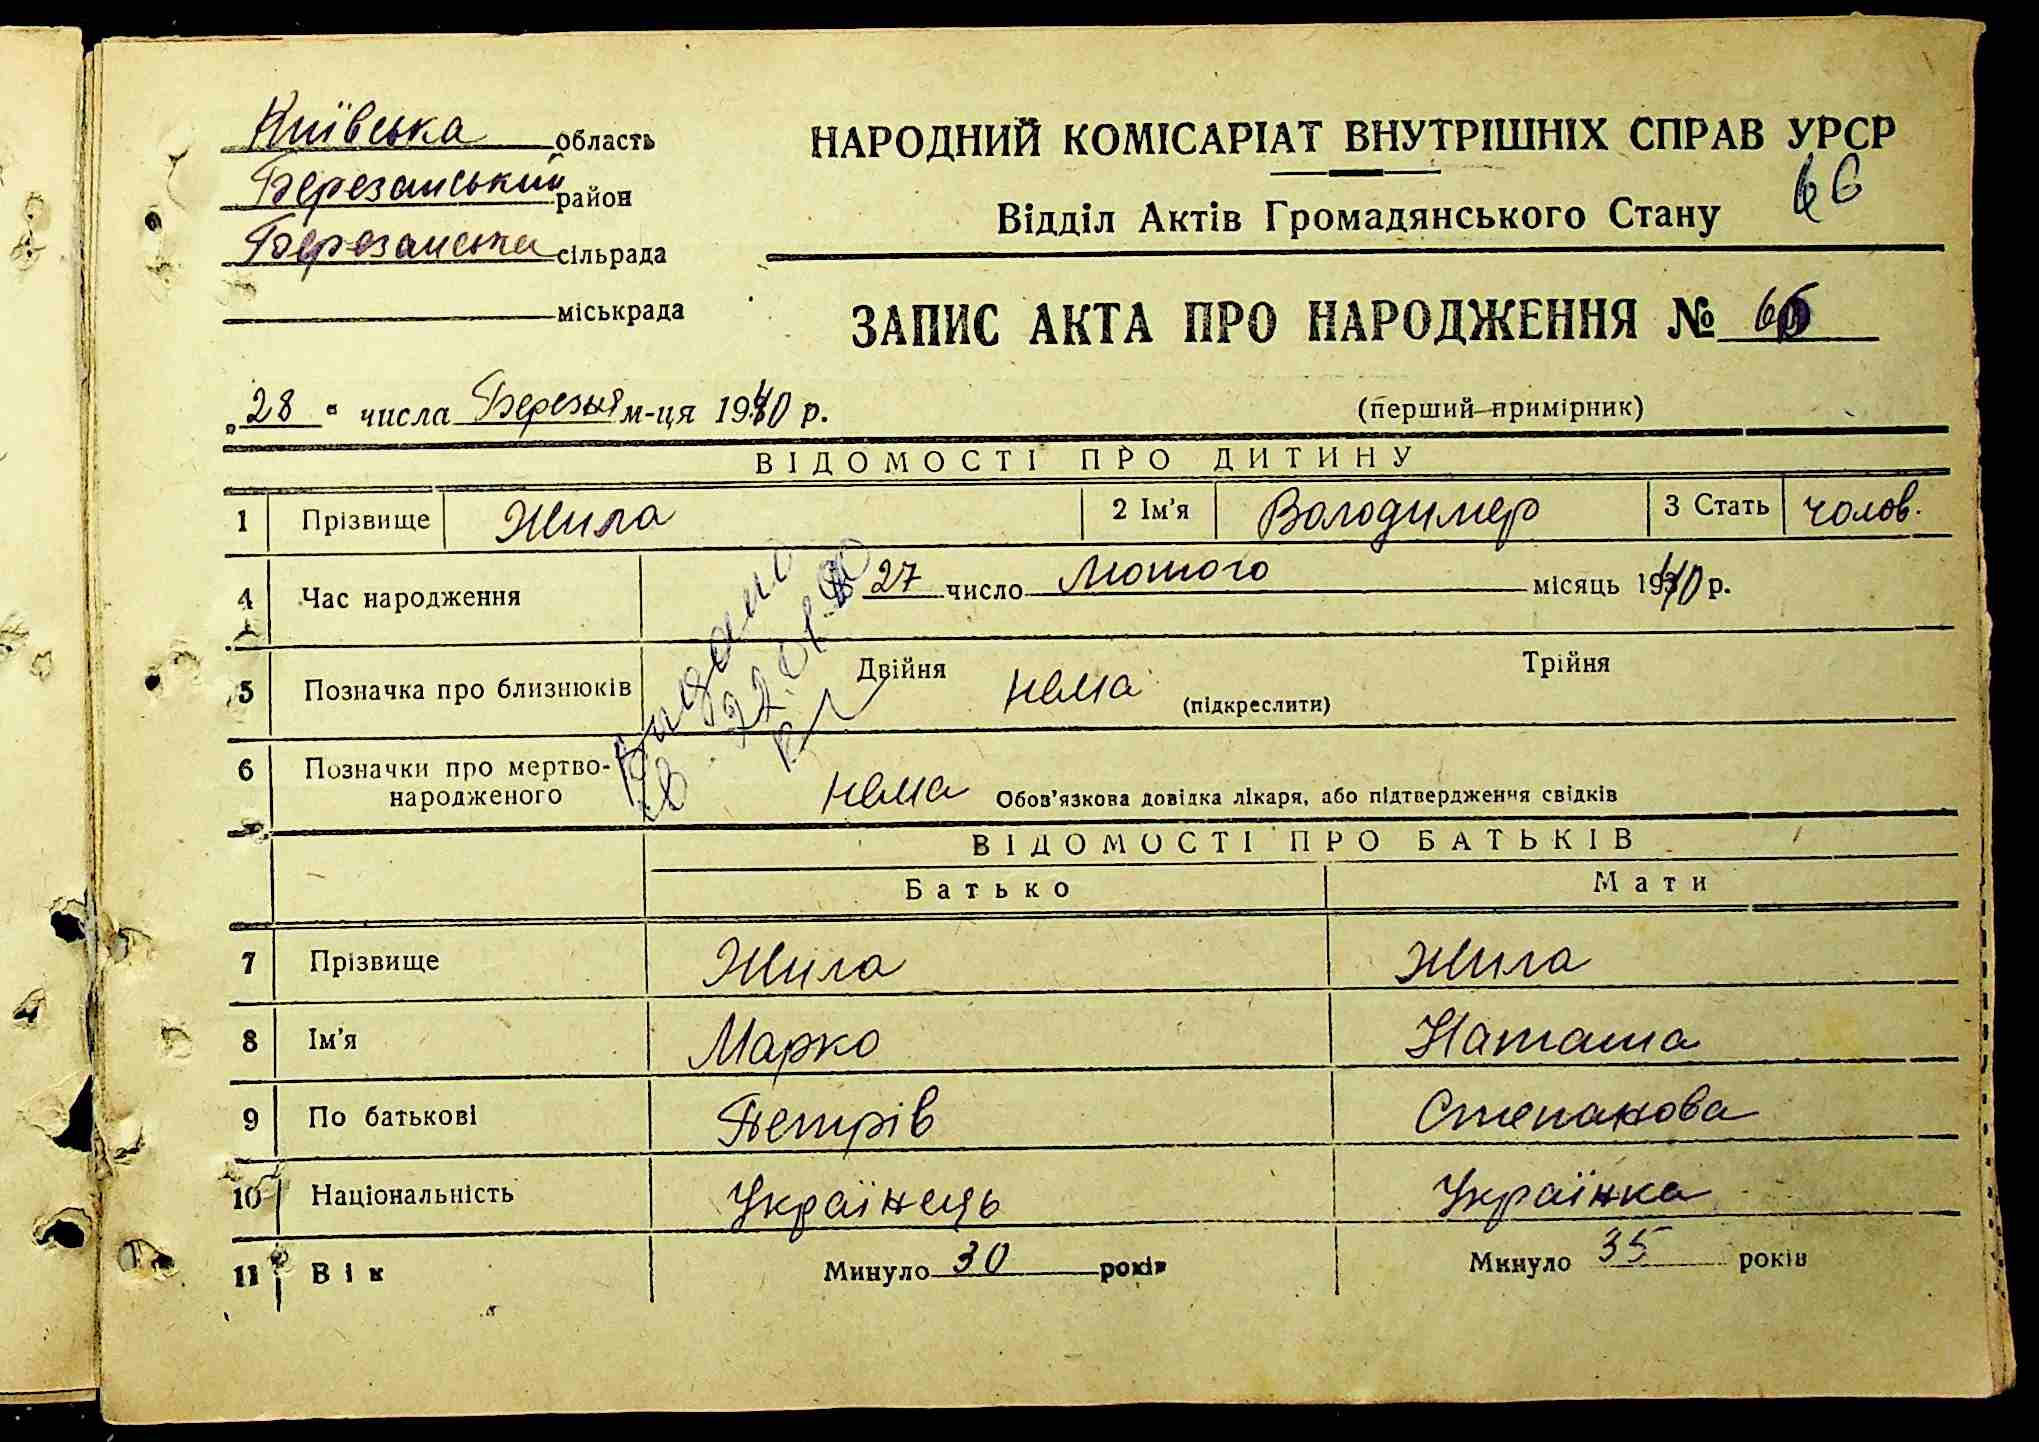 Київська область
Березанський район
Березанська сільрада
міськрада
НАРОДНИЙ КОМІСАРІАТ ВНУТРІШНІХ СПРАВ УРСР
66
Відділ Актів Громадянського Стану
ЗАПИС АКТА ПРО НАРОДЖЕННЯ №
„28" числа Березня м-ця 1940 р.
(перший примірник)
ВІДОМОСТІ ПРО ДИТИНУ
1 Прізвище Жила 2 Ім'я Володимер 3 Стать чолов.
4 Час народження 27 число Лютого місяць 1940 р.
5 Позначка про близнюків Двійня нема (підкреслити) Трійня
6 Позначки про мертво-
народженого нема Обов'язкова довідка лікаря, або підтвердження свідків
ВІДОМОСТІ ПРО БАТЬКІВ
Батько Мати
7 Прізвище Жила Жила
8 Ім'я Марко Наташа
9 По батькові Петрів Степанова
10 Національність Українець Українка
11 Вік Минуло 30 років Минуло 35 років